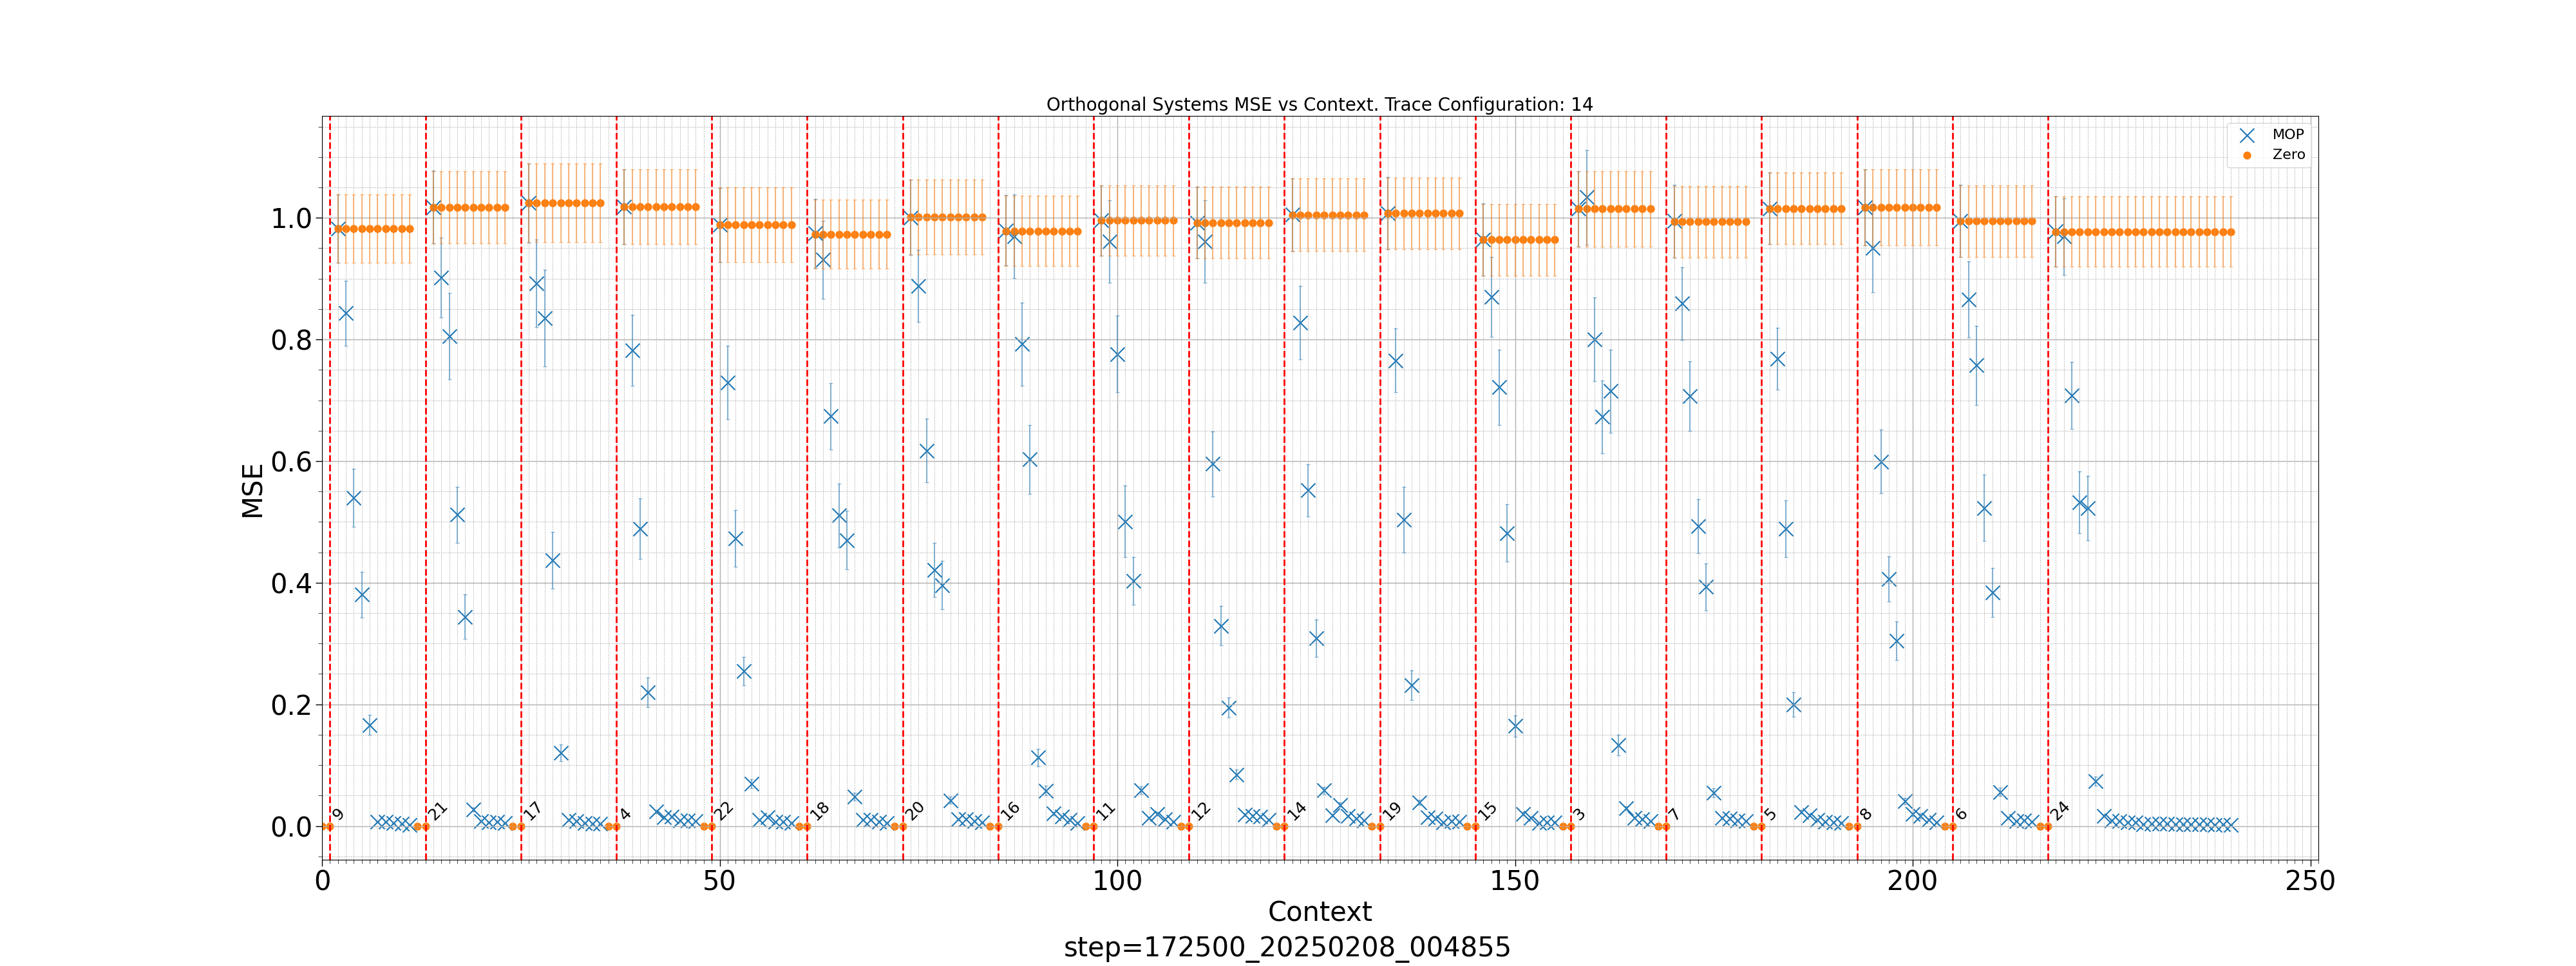 Orthogonal Systems MSE vs Context. Trace Configuration: 14
MOP
Zero
MSE
1.0
0.8
0.6
0.4
0.2
0.0
9 21 17 4 22 18 20 16 11 12 14 19 15 3 7 5 8 6 24
0 50 100 150 200 250
Context
step=172500_20250208_004855